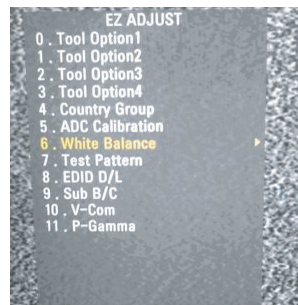 EZ ADJUST
0 . Tool Option1
1 . Tool Option2
2 . Tool Option3
3 . Tool Option4
4 . Country Group
5 . ADC Calibration
6 . White Balance
7 . Test Pattern
8 . EDID D/L
9 . Sub B/C
10 . V-Com
11 . P-Gamma